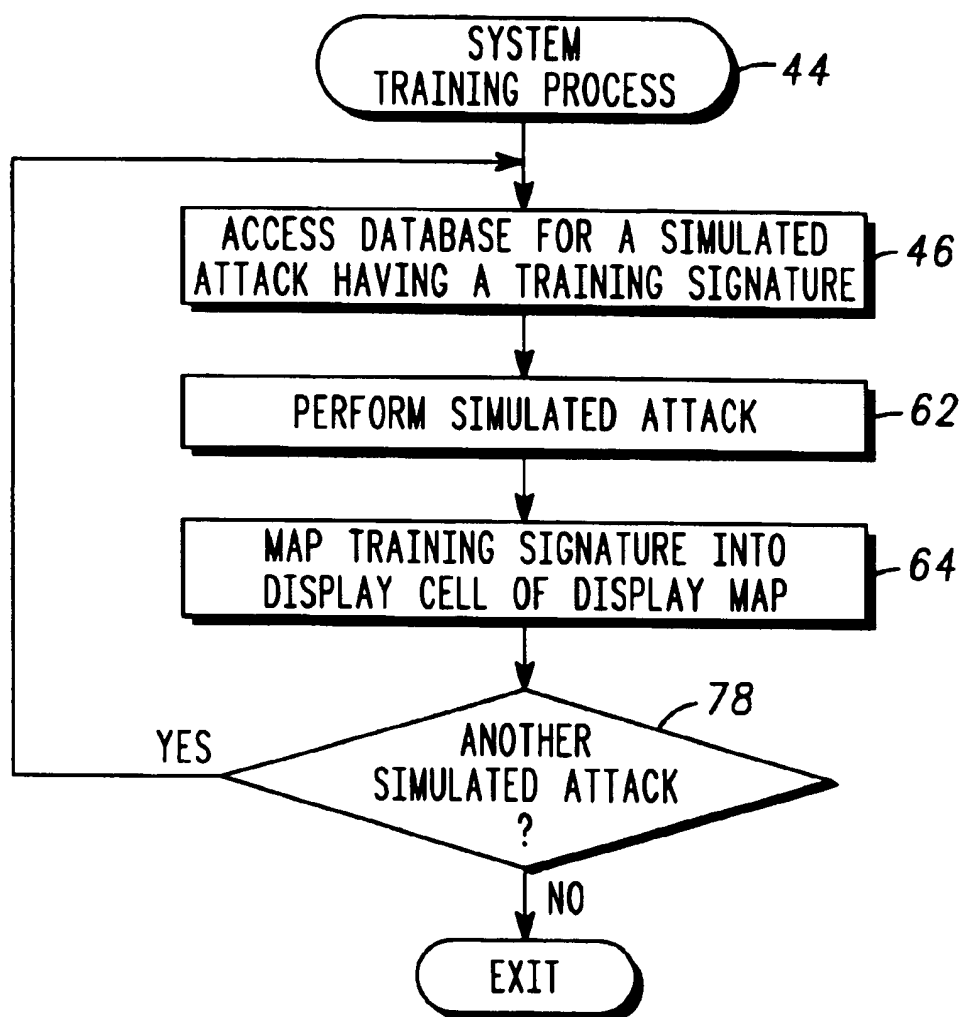 SYSTEM
TRAINING PROCESS
44
ACCESS DATABASE FOR A SIMULATED
ATTACK HAVING A TRAINING SIGNATURE
46
PERFORM SIMULATED ATTACK
62
MAP TRAINING SIGNATURE INTO
DISPLAY CELL OF DISPLAY MAP
64
78
YES
ANOTHER
SIMULATED ATTACK
?
NO
EXIT